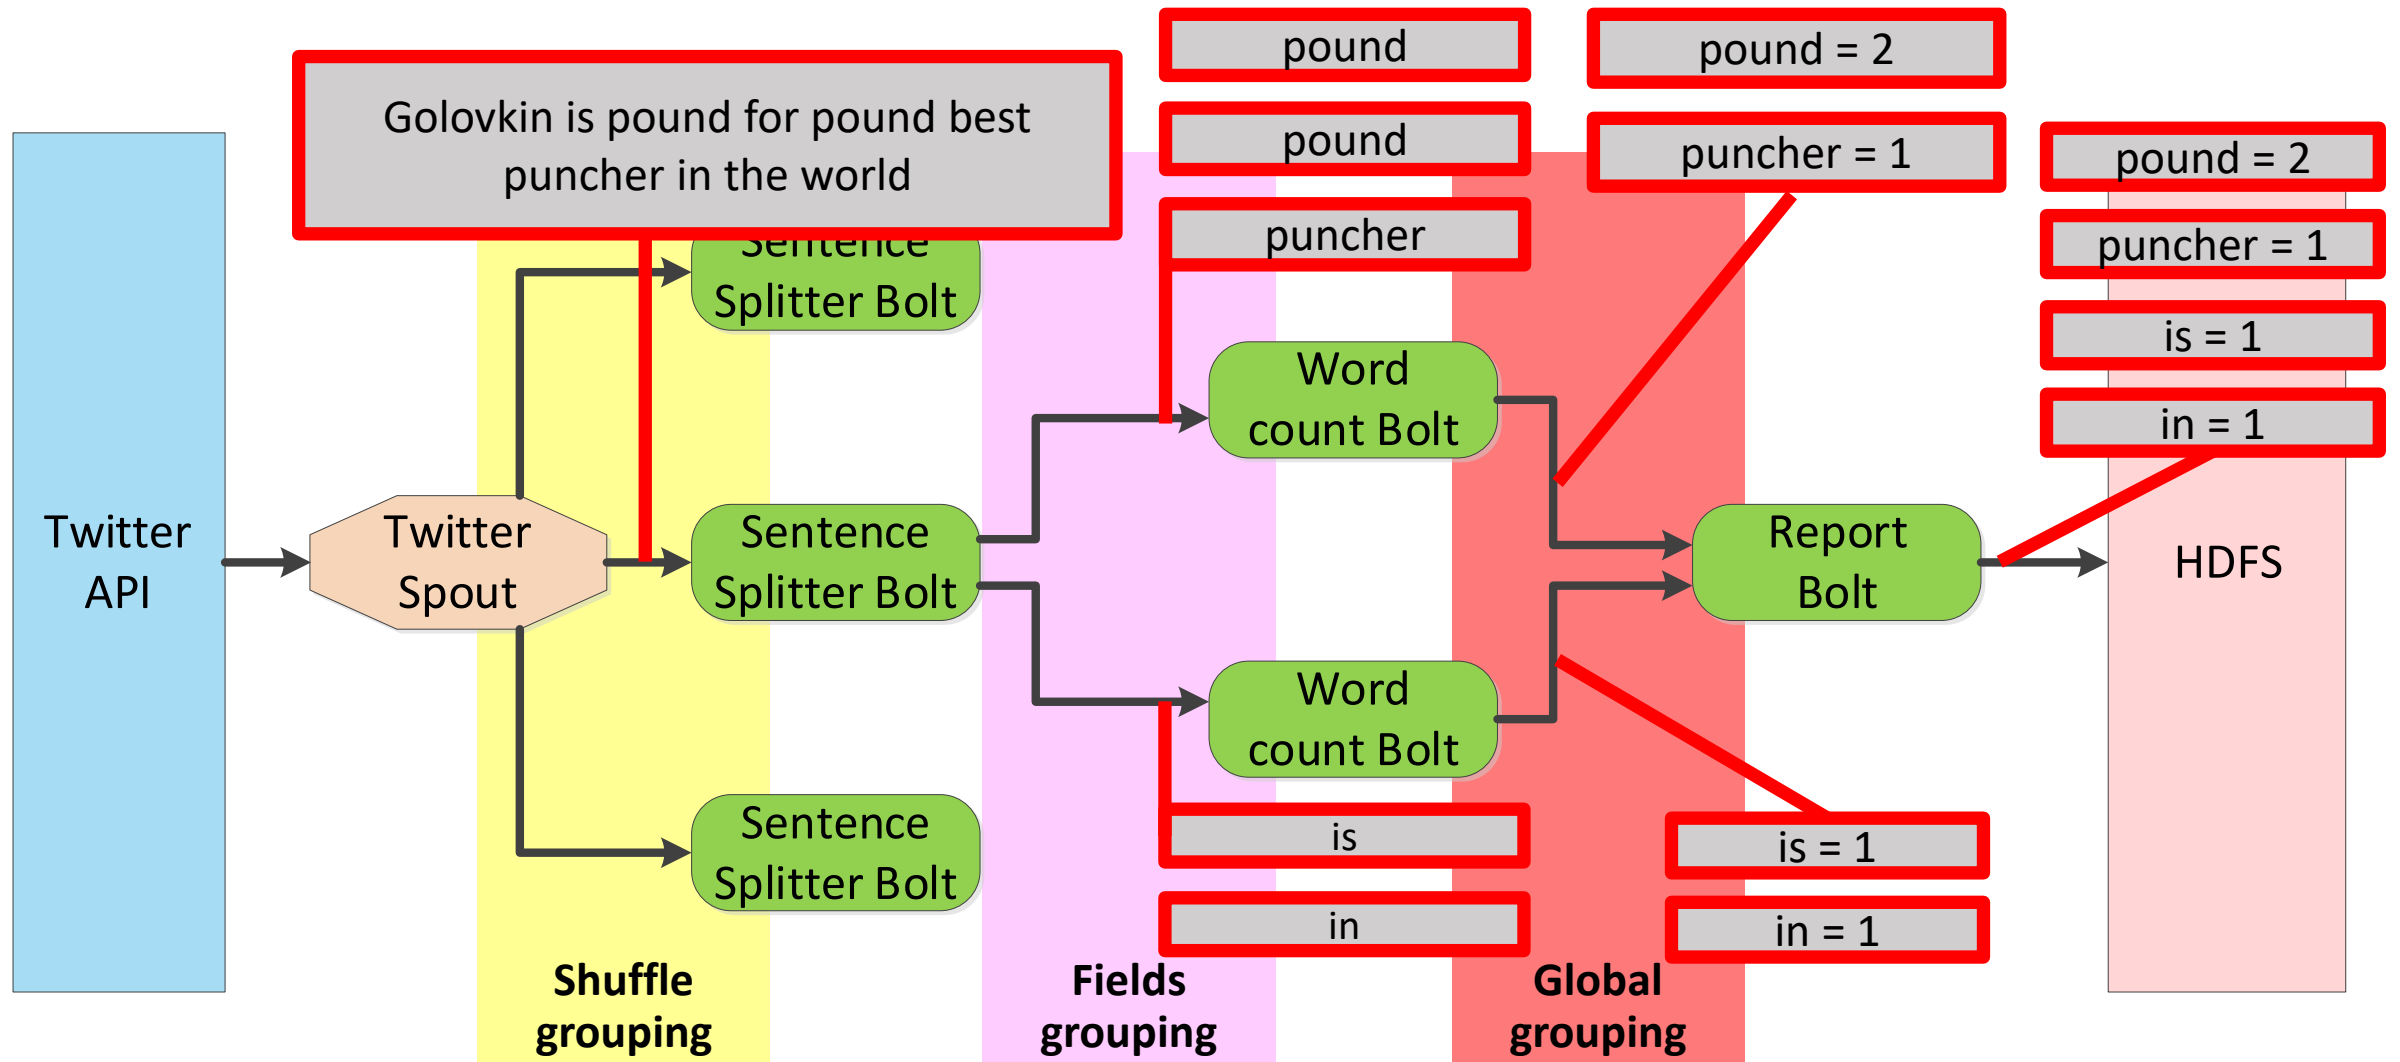 Golovkin is pound for pound best
puncher in the world
pound
pound
puncher
pound = 2
puncher = 1
pound = 2
puncher = 1
is = 1
in = 1
Twitter
API
Twitter
Spout
Sentence
Splitter Bolt
Sentence
Splitter Bolt
Sentence
Splitter Bolt
Word
count Bolt
Word
count Bolt
Report
Bolt
HDFS
is
in
is = 1
in = 1
Shuffle
grouping
Fields
grouping
Global
grouping